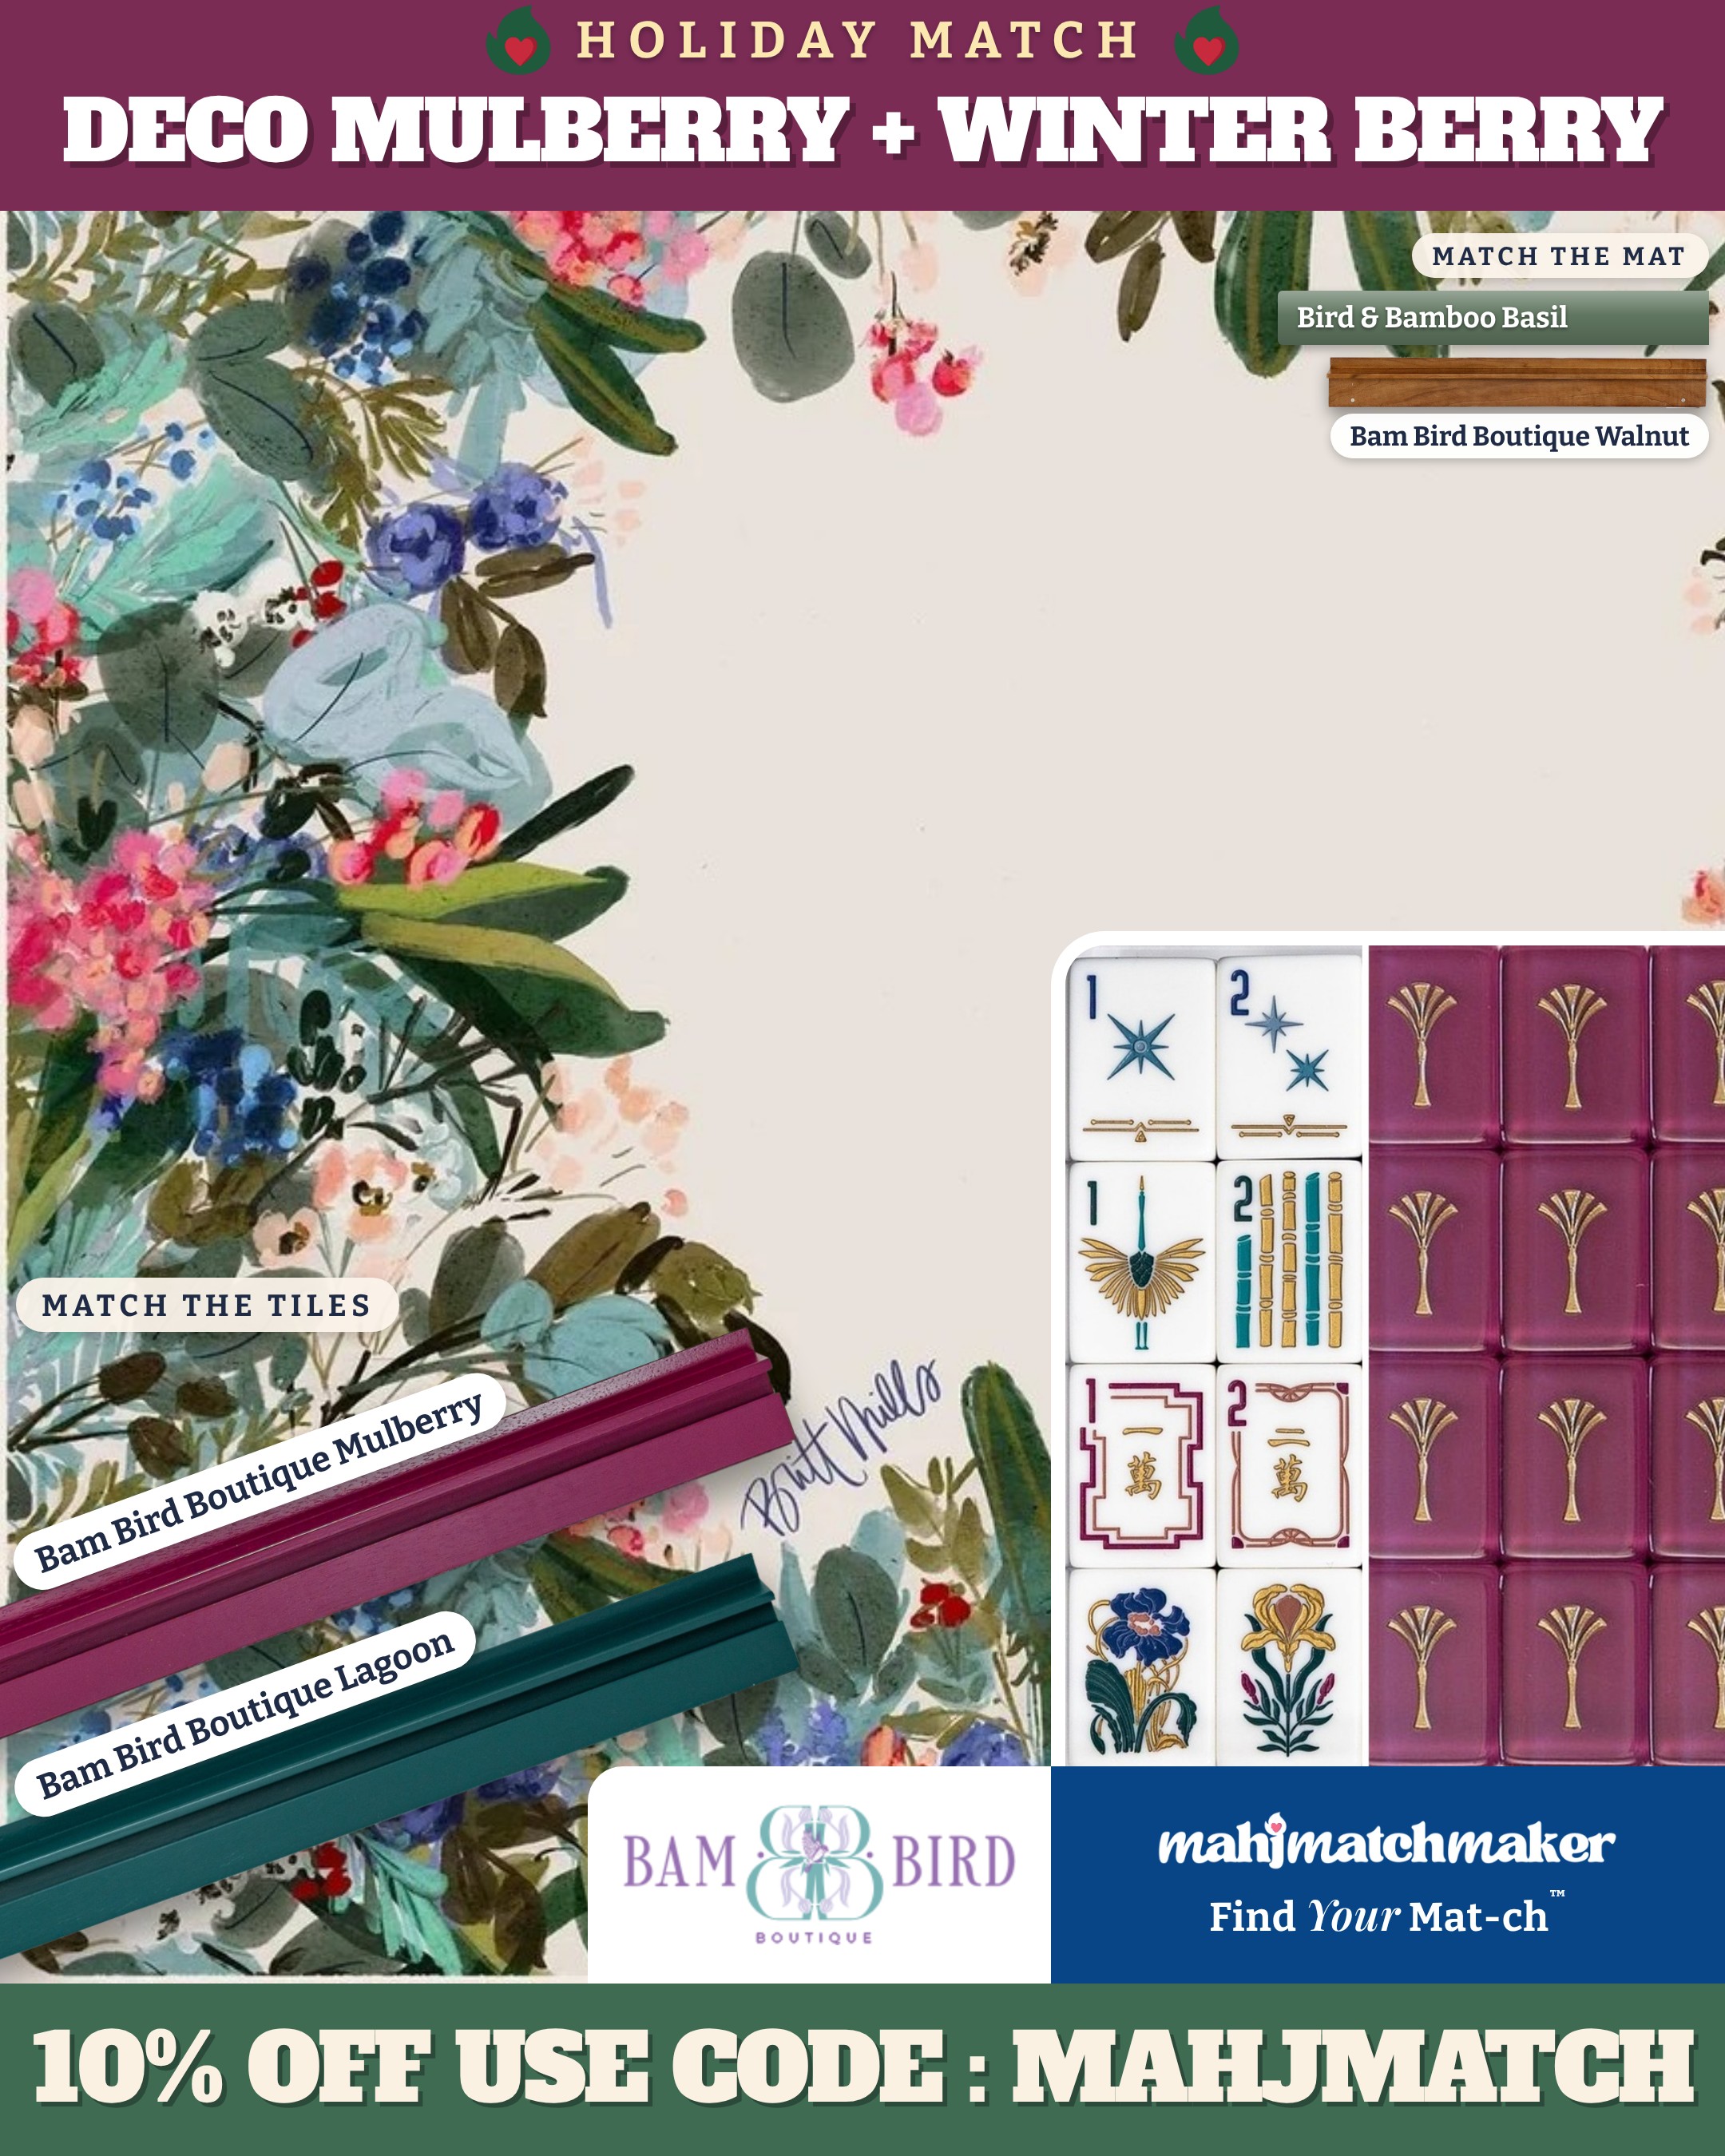 HOLIDAY MATCH
DECO MULBERRY + WINTER BERRY
MATCH THE MAT
Bird & Bamboo Basil
Bam Bird Boutique Walnut
1
2
1
2
1
一
萬
2
二
萬
MATCH THE TILES
Bam Bird Boutique Mulberry
Britt Mills
Bam Bird Boutique Lagoon
BAM BIRD
BOUTIQUE
mahjmatchmaker
Find Your Mat-ch™
10% OFF USE CODE : MAHJMATCH